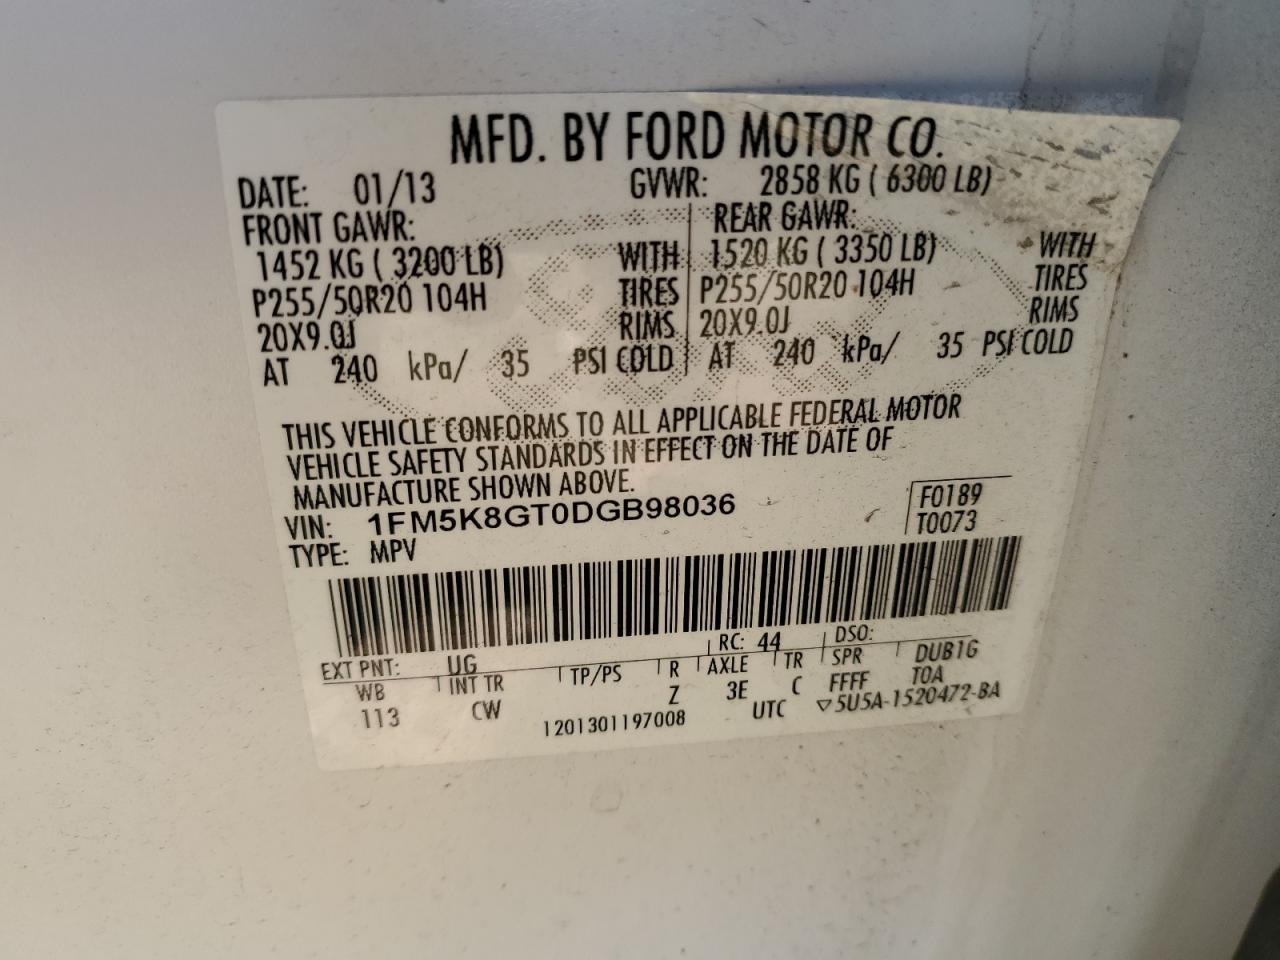 MFD. BY FORD MOTOR CO.
DATE: 01/13 GVWR: 2858 KG ( 6300 LB)
FRONT GAWR: REAR GAWR:
1452 KG ( 3200 LB) WITH 1520 KG ( 3350 LB) WITH
P255/50R20 104H TIRES P255/50R20 104H TIRES
20X9.0J RIMS 20X9.0J RIMS
AT 240 kPa/ 35 PSI COLD AT 240 kPa/ 35 PSI COLD
THIS VEHICLE CONFORMS TO ALL APPLICABLE FEDERAL MOTOR
VEHICLE SAFETY STANDARDS IN EFFECT ON THE DATE OF
MANUFACTURE SHOWN ABOVE.
VIN: 1FM5K8GT0DGB98036 F0189
TYPE: MPV T0073
EXT PNT: UG RC: 44 DSO:
WB INT TR TP/PS R AXLE TR SPR DUB1G
113 CW Z 3E C FFFF T0A
1201301197008 UTC ▽5U5A-1520472-BA